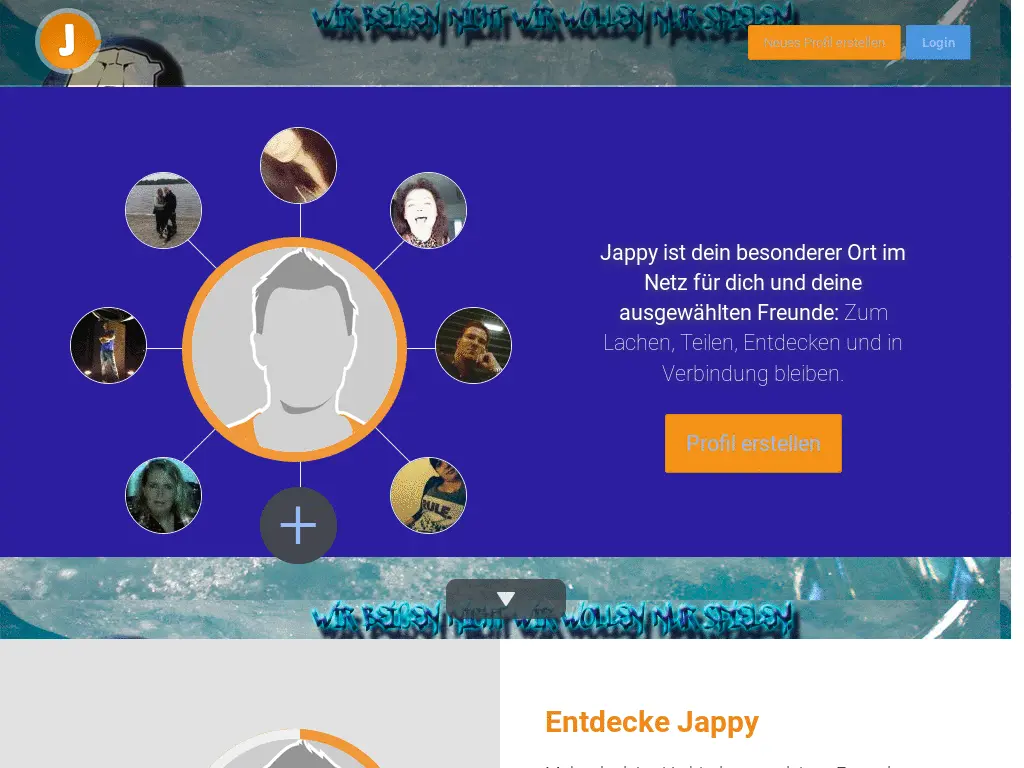 WIR BEIßEN NICHT WIR WOLLEN NUR SPIELEN
J
Neues Profil erstellen
Login
Jappy ist dein besonderer Ort im
Netz für dich und deine
ausgewählten Freunde: Zum
Lachen, Teilen, Entdecken und in
Verbindung bleiben.
Profil erstellen
RULE.
WIR BEIßEN NICHT WIR WOLLEN NUR SPIELEN
Entdecke Jappy